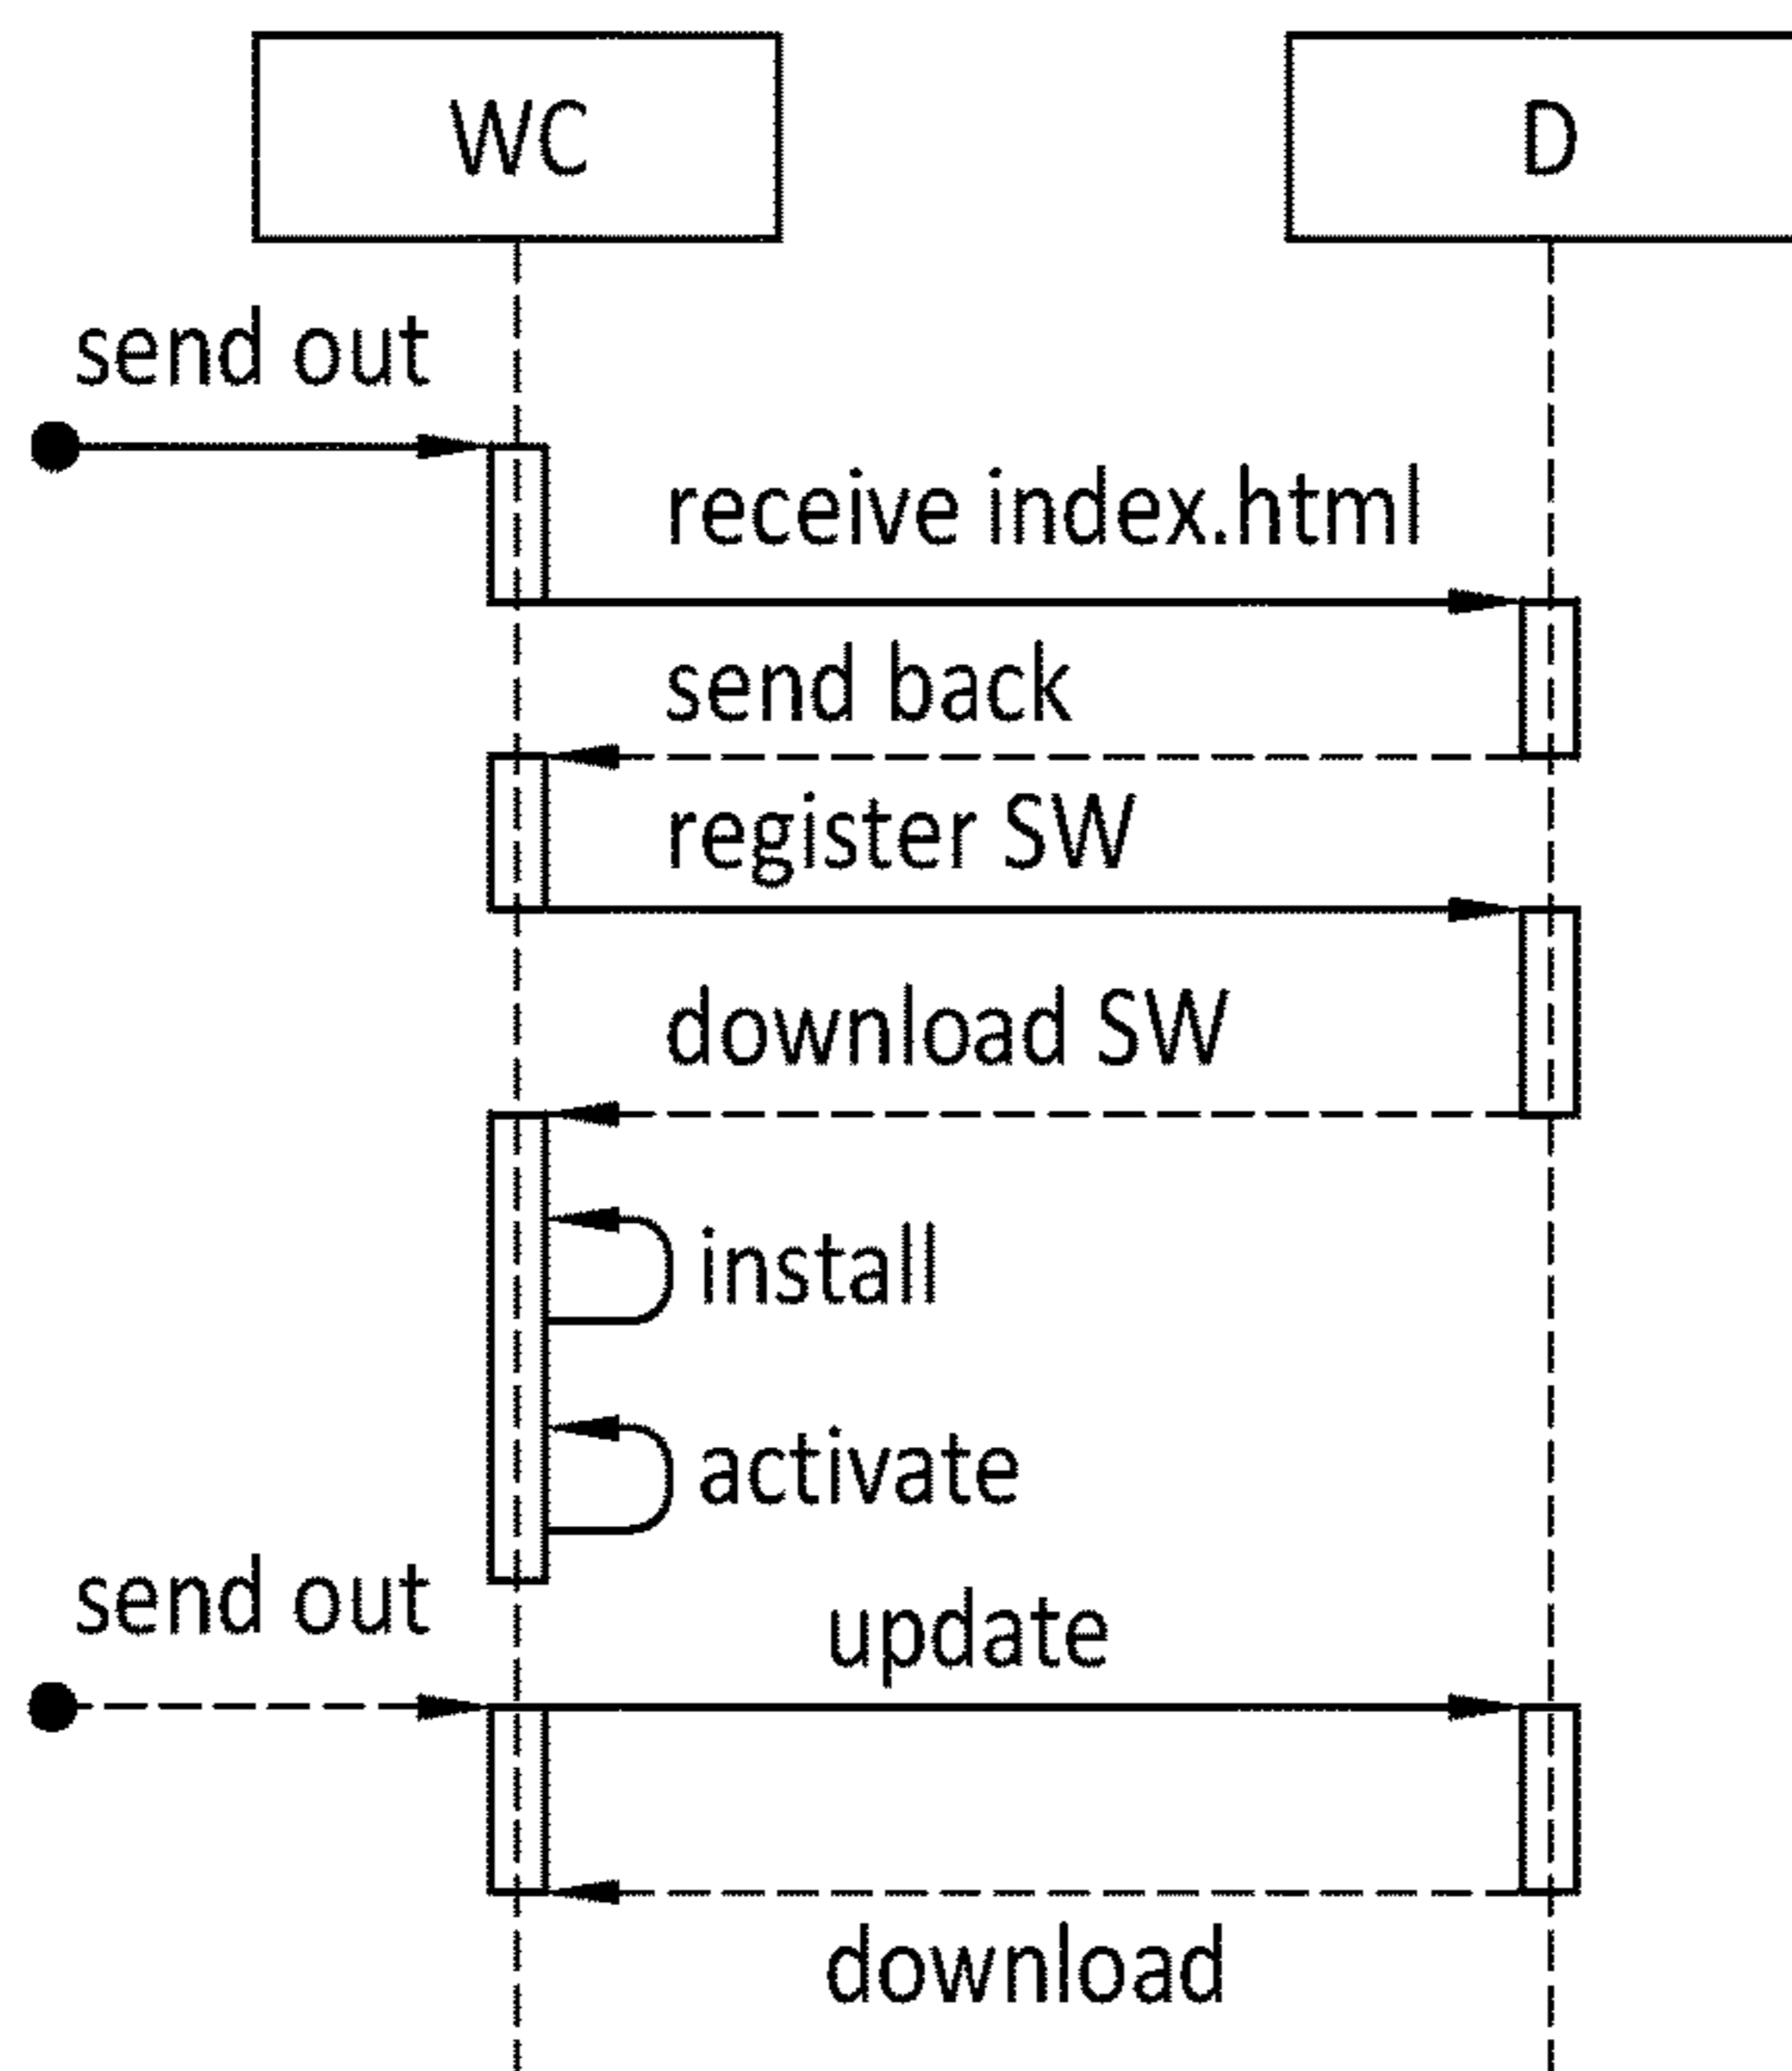 WC
D
send out
receive index.html
send back
register SW
download SW
install
activate
send out
update
download